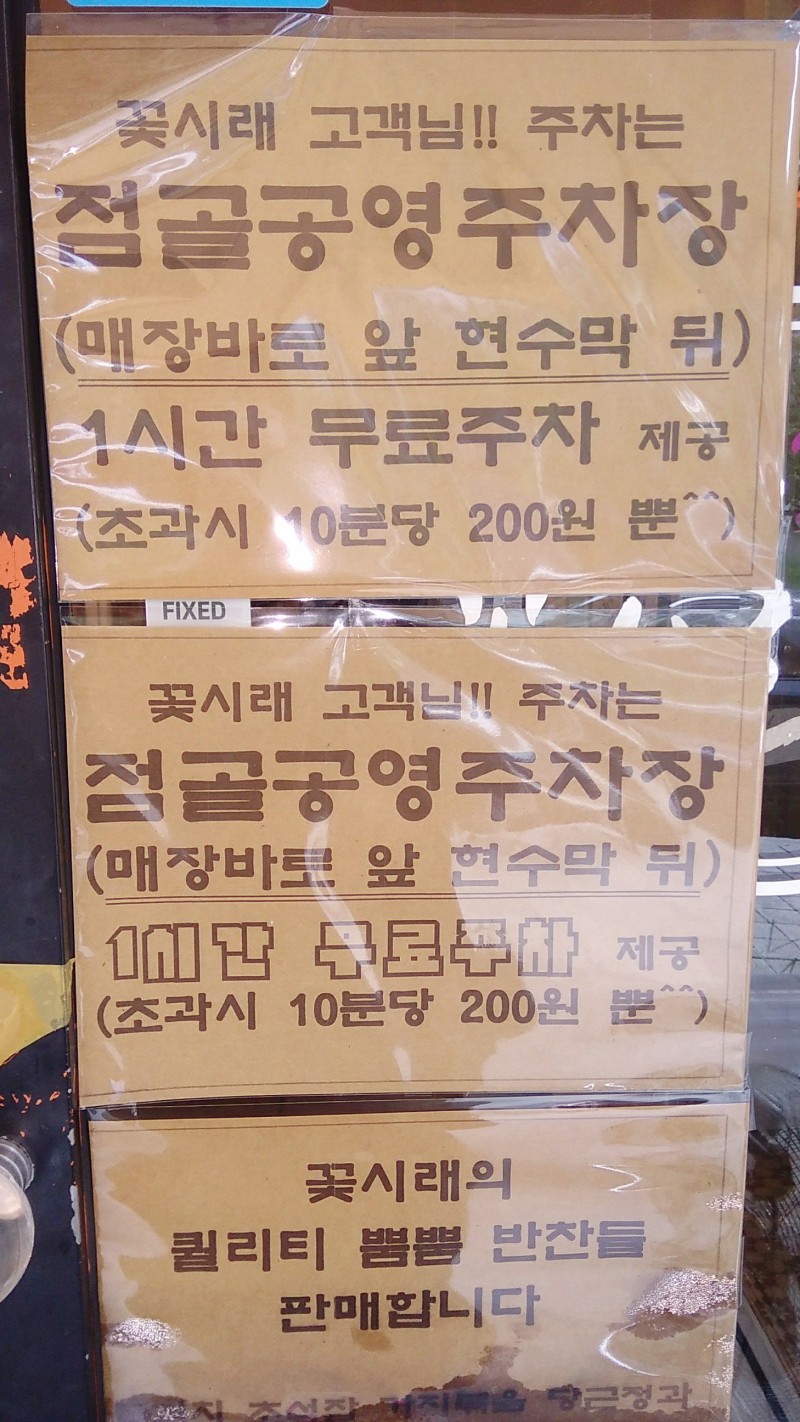 꽃시래 고객님!! 주차는
점골공영주차장
(매장바로 앞 현수막 뒤)
1시간 무료주차 제공
(초과시 10분당 200원 뿐^^)
FIXED
꽃시래 고객님!! 주차는
점골공영주차장
(매장바로 앞 현수막 뒤)
1시간 무료주차 제공
(초과시 10분당 200원 뿐^^)
꽃시래의
퀄리티 뿜뿜 반찬들
판매합니다
당근정과